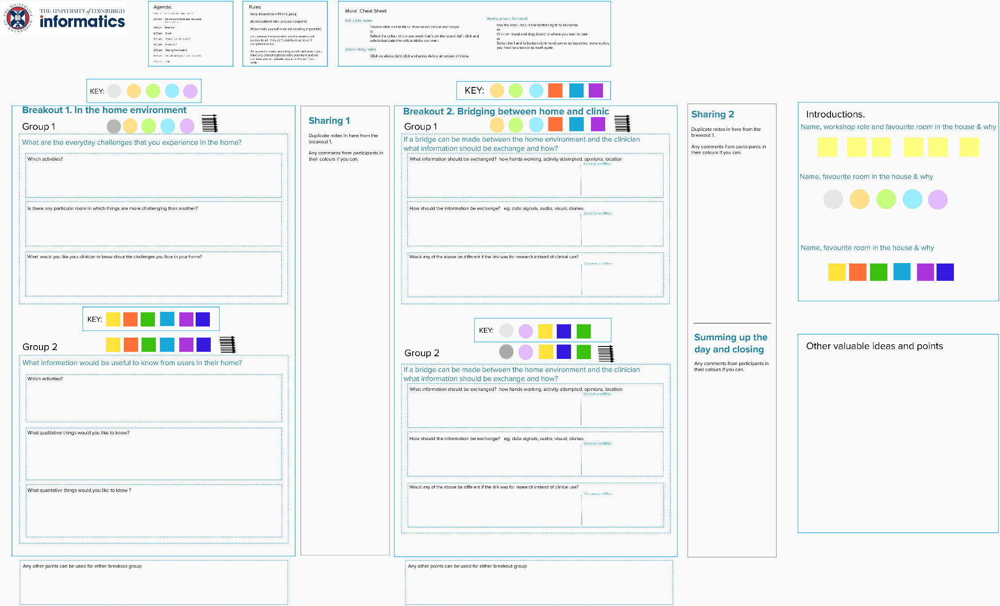 THE UNIVERSITY of EDINBURGH
informatics
Agenda:
2:00 pm Welcome and Rules (see next panel)
2:10 pm Breakout 1
2:55 pm Break
3:00 pm Sharing from breakout 1
3:05 pm Breakout 2
3:50 pm Sharing from break 2
3:55 pm Overall summary and where to next
4:00pm End
Rules
Keep discussions within the group
Be respectful of other peoples viewpoints
Please mute yourself when not speaking (if possible)
Let us know if anyone else is in the room out of
curtsey to all - they can't contribute as haven't
completed ethics
All agreed to video recording, so will start now, if you
have any concerns please raise your hand and we
can take you to a private space to discuss if you
wish.
Mural Cheat Sheet
Add sticky notes
Double click on the Mural then select colour and shape
or
Select the colour sticky you want that is on the board right click and
select duplicate the colour sticky you want
Delete sticky notes
Click on sticky, right click and press delete at bottom of menu
Moving around the board
Use the small map in the bottom right hand corner
or
Click on mural and drag board to where you want to see
or
Select the hand in bottom right hand corner so becomes move action,
you have to unselect to work again.
KEY:
Breakout 1. In the home environment
Group 1
What are the everyday challenges that you experience in the home?
Which activities?
Is there any particular room in which things are more challenging than another?
What would you like your clinician to know about the challenges you face in your home?
KEY:
Group 2
What information would be useful to know from users in their home?
Which activities?
What qualitative things would you like to know?
What quantative things would you like to know ?
Any other points can be used for either breakout group
Sharing 1
Duplicate notes in here from the
breakout 1.
Any comments from participants in
their colours if you can.
KEY:
Breakout 2. Bridging between home and clinic
Group 1
If a bridge can be made between the home environment and the clinician
what information should be exchange and how?
What information should be exchanged? how hands working, activity attempted, opinions, location
Concerns and Ethics
How should the information be exchange? eg. data signals, audio, visual, diaries
Concerns and Ethics
Would any of the above be different if the link was for research instead of clinical use?
Concerns and Ethics
KEY:
Group 2
If a bridge can be made between the home environment and the clinician
what information should be exchange and how?
What information should be exchanged? how hands working, activity attempted, opinions, location
Concerns and Ethics
How should the information be exchange? eg. data signals, audio, visual, diaries
Concerns and Ethics
Would any of the above be different if the link was for research instead of clinical use?
Concerns and Ethics
Any other points can be used for either breakout group
Sharing 2
Duplicate notes in here from the
breakout 1.
Any comments from participants in
their colours if you can.
Summing up the
day and closing
Any comments from participants in
their colours if you can.
Introductions.
Name, workshop role and favourite room in the house & why
Name, favourite room in the house & why
Name, favourite room in the house & why
Other valuable ideas and points